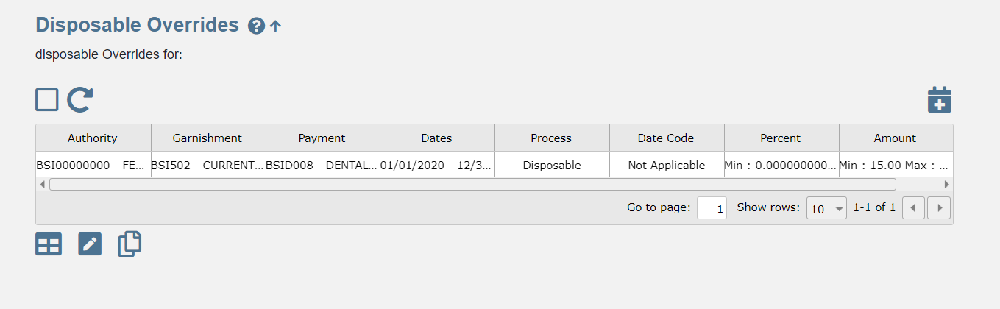 Disposable Overrides
disposable Overrides for:
Authority Garnishment Payment Dates Process Date Code Percent Amount
BSI00000000 - FE... BSI502 - CURRENT... BSID008 - DENTAL... 01/01/2020 - 12/3... Disposable Not Applicable Min : 0.000000000... Min : 15.00 Max : ...
Go to page: 1 Show rows: 10 1-1 of 1